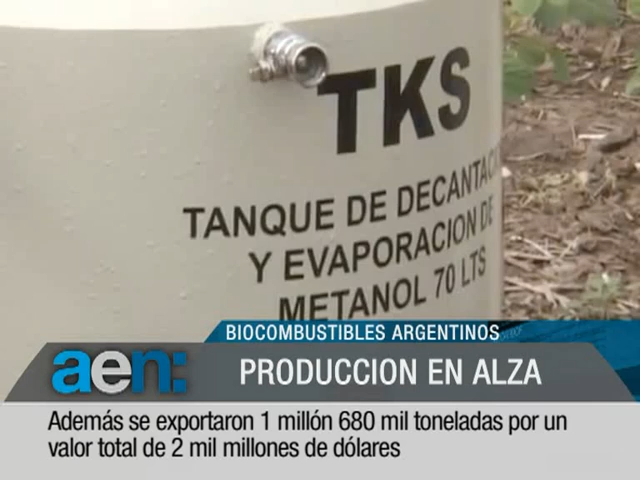 TKS
TANQUE DE DECANTAC
Y EVAPORACION DE
METANOL 70 LTS
BIOCOMBUSTIBLES ARGENTINOS
aen:
PRODUCCION EN ALZA
Además se exportaron 1 millón 680 mil toneladas por un
valor total de 2 mil millones de dólares